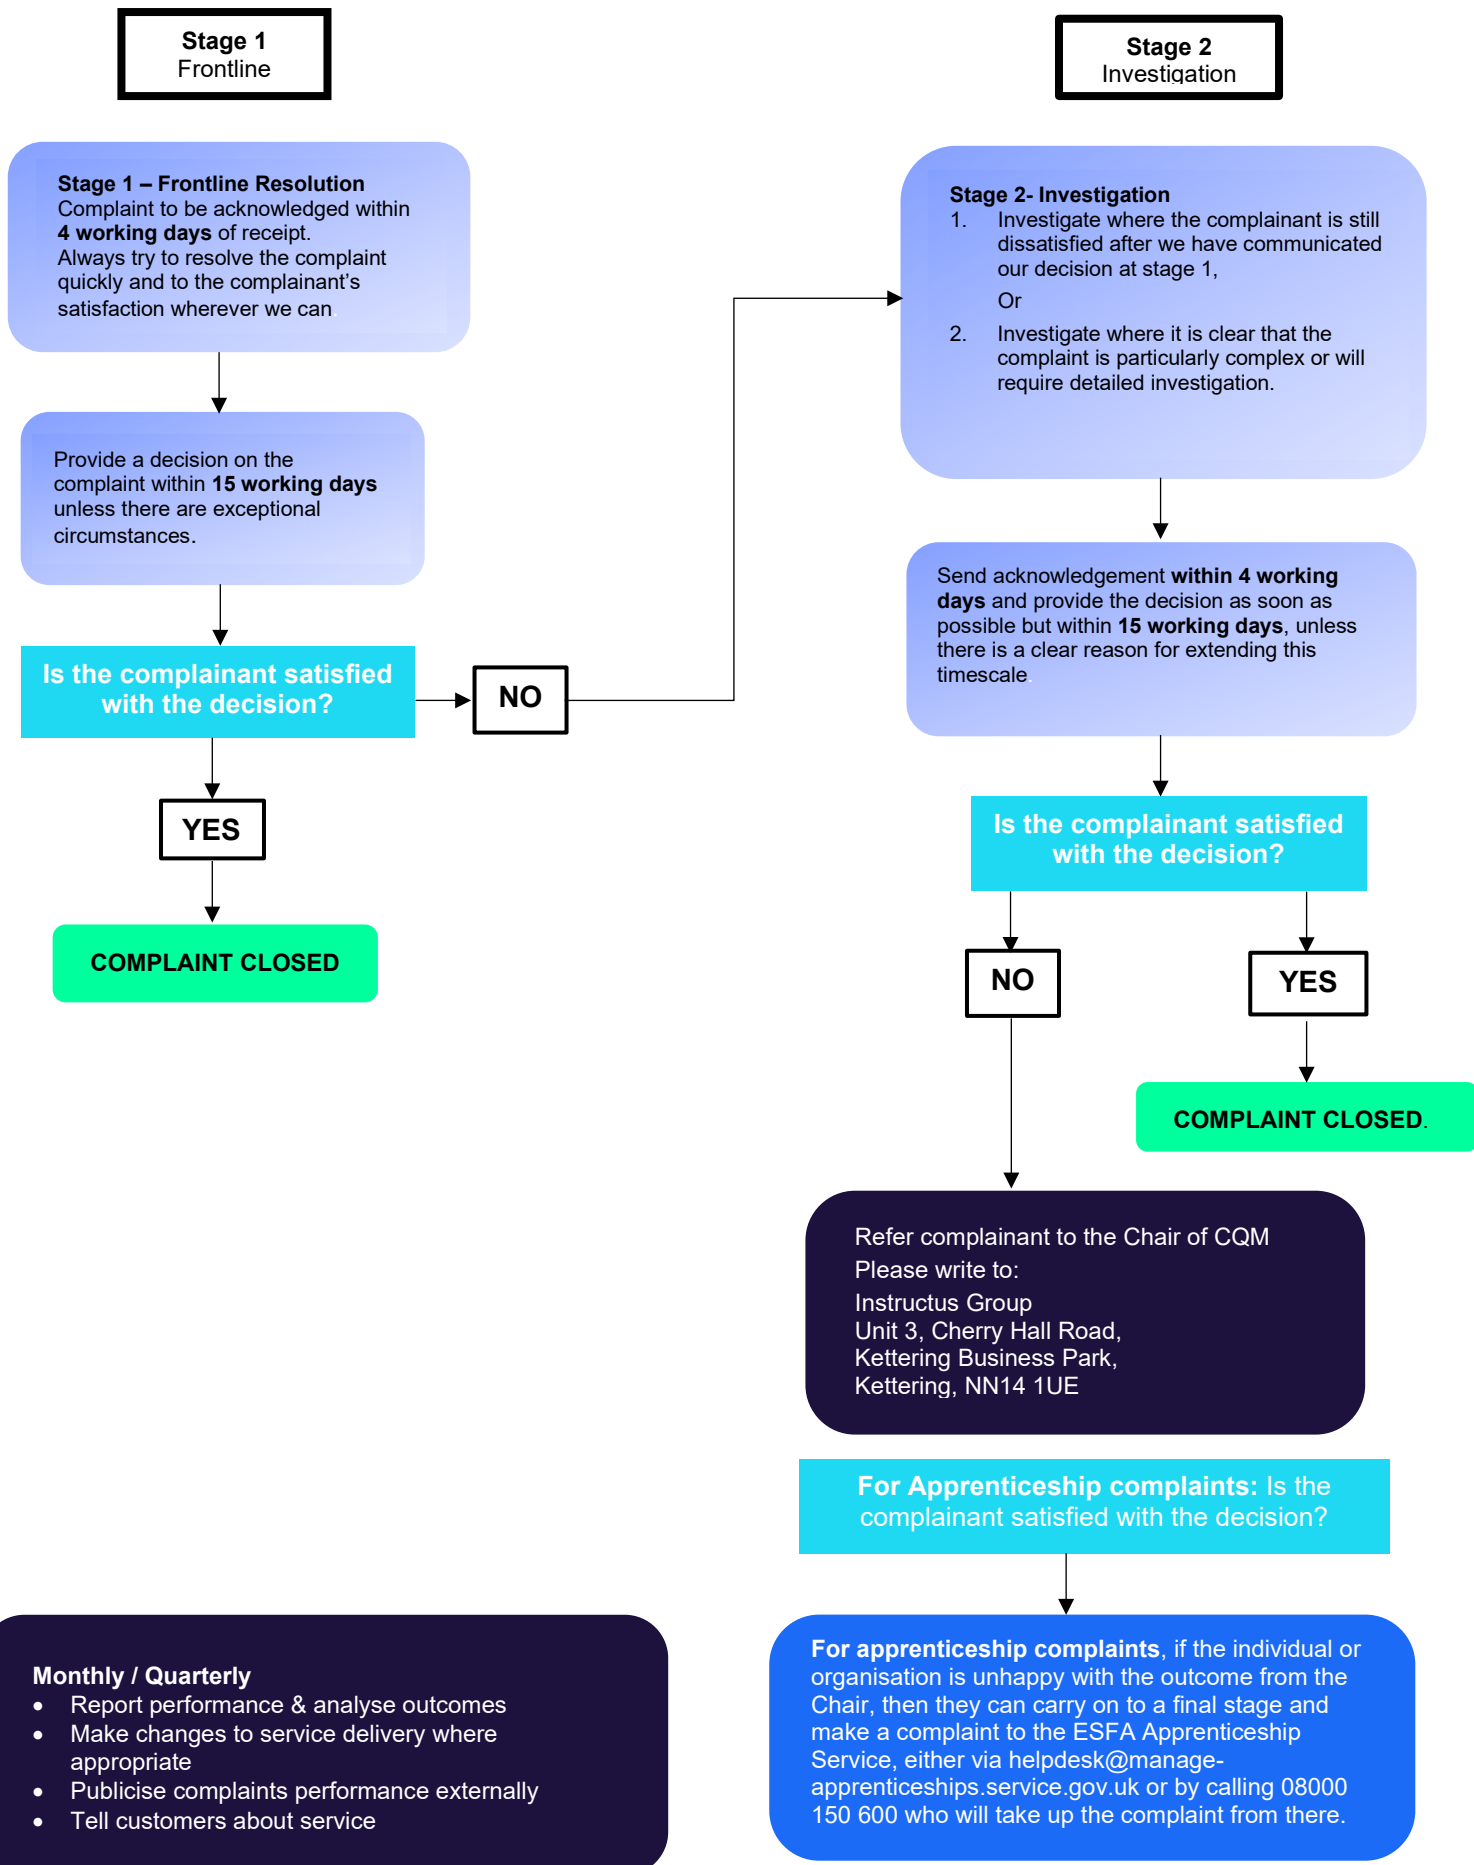 Stage 1
Frontline
Stage 1 – Frontline Resolution
Complaint to be acknowledged within
4 working days of receipt.
Always try to resolve the complaint
quickly and to the complainant’s
satisfaction wherever we can.
Provide a decision on the
complaint within 15 working days
unless there are exceptional
circumstances.
Is the complainant satisfied
with the decision?
NO
YES
COMPLAINT CLOSED
Stage 2
Investigation
Stage 2- Investigation
1. Investigate where the complainant is still
dissatisfied after we have communicated
our decision at stage 1,
Or
2. Investigate where it is clear that the
complaint is particularly complex or will
require detailed investigation.
Send acknowledgement within 4 working
days and provide the decision as soon as
possible but within 15 working days, unless
there is a clear reason for extending this
timescale.
Is the complainant satisfied
with the decision?
NO
YES
COMPLAINT CLOSED.
Refer complainant to the Chair of CQM
Please write to:
Instructus Group
Unit 3, Cherry Hall Road,
Kettering Business Park,
Kettering, NN14 1UE
For Apprenticeship complaints: Is the
complainant satisfied with the decision?
For apprenticeship complaints, if the individual or
organisation is unhappy with the outcome from the
Chair, then they can carry on to a final stage and
make a complaint to the ESFA Apprenticeship
Service, either via helpdesk@manage-
apprenticeships.service.gov.uk or by calling 08000
150 600 who will take up the complaint from there.
Monthly / Quarterly
• Report performance & analyse outcomes
• Make changes to service delivery where
appropriate
• Publicise complaints performance externally
• Tell customers about service